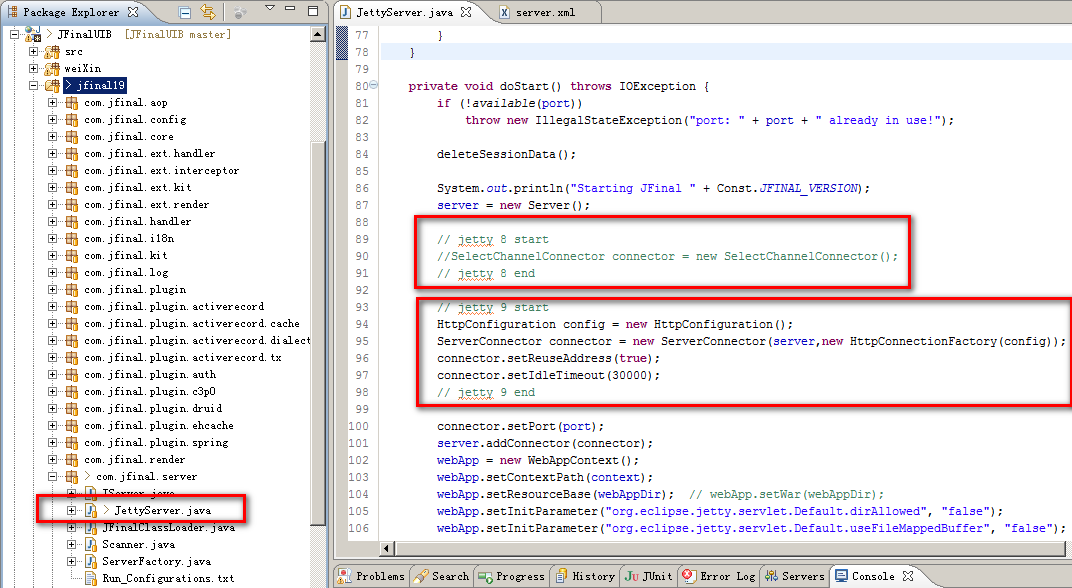 Package Explorer
JFinalUIB [JFinalUIB master]
src
weiXin
jfinal19
com.jfinal.aop
com.jfinal.config
com.jfinal.core
com.jfinal.ext.handler
com.jfinal.ext.interceptor
com.jfinal.ext.kit
com.jfinal.ext.render
com.jfinal.handler
com.jfinal.i18n
com.jfinal.kit
com.jfinal.log
com.jfinal.plugin
com.jfinal.plugin.activerecord
com.jfinal.plugin.activerecord.cache
com.jfinal.plugin.activerecord.dialect
com.jfinal.plugin.activerecord.tx
com.jfinal.plugin.auth
com.jfinal.plugin.c3p0
com.jfinal.plugin.druid
com.jfinal.plugin.ehcache
com.jfinal.plugin.spring
com.jfinal.render
com.jfinal.server
IServer.java
JettyServer.java
JFinalClassLoader.java
Scanner.java
ServerFactory.java
Run_Configurations.txt
JettyServer.java
server.xml
77 }
78 }
79
80 private void doStart() throws IOException {
81 if (!available(port))
82 throw new IllegalStateException("port: " + port + " already in use!");
83
84 deleteSessionData();
85
86 System.out.println("Starting JFinal " + Const.JFINAL_VERSION);
87 server = new Server();
88
89 // jetty 8 start
90 //SelectChannelConnector connector = new SelectChannelConnector();
91 // jetty 8 end
92
93 // jetty 9 start
94 HttpConfiguration config = new HttpConfiguration();
95 ServerConnector connector = new ServerConnector(server,new HttpConnectionFactory(config));
96 connector.setReuseAddress(true);
97 connector.setIdleTimeout(30000);
98 // jetty 9 end
99
100 connector.setPort(port);
101 server.addConnector(connector);
102 webApp = new WebAppContext();
103 webApp.setContextPath(context);
104 webApp.setResourceBase(webAppDir); // webApp.setWar(webAppDir);
105 webApp.setInitParameter("org.eclipse.jetty.servlet.Default.dirAllowed", "false");
106 webApp.setInitParameter("org.eclipse.jetty.servlet.Default.useFileMappedBuffer", "false");
Problems Search Progress History JUnit Error Log Servers Console